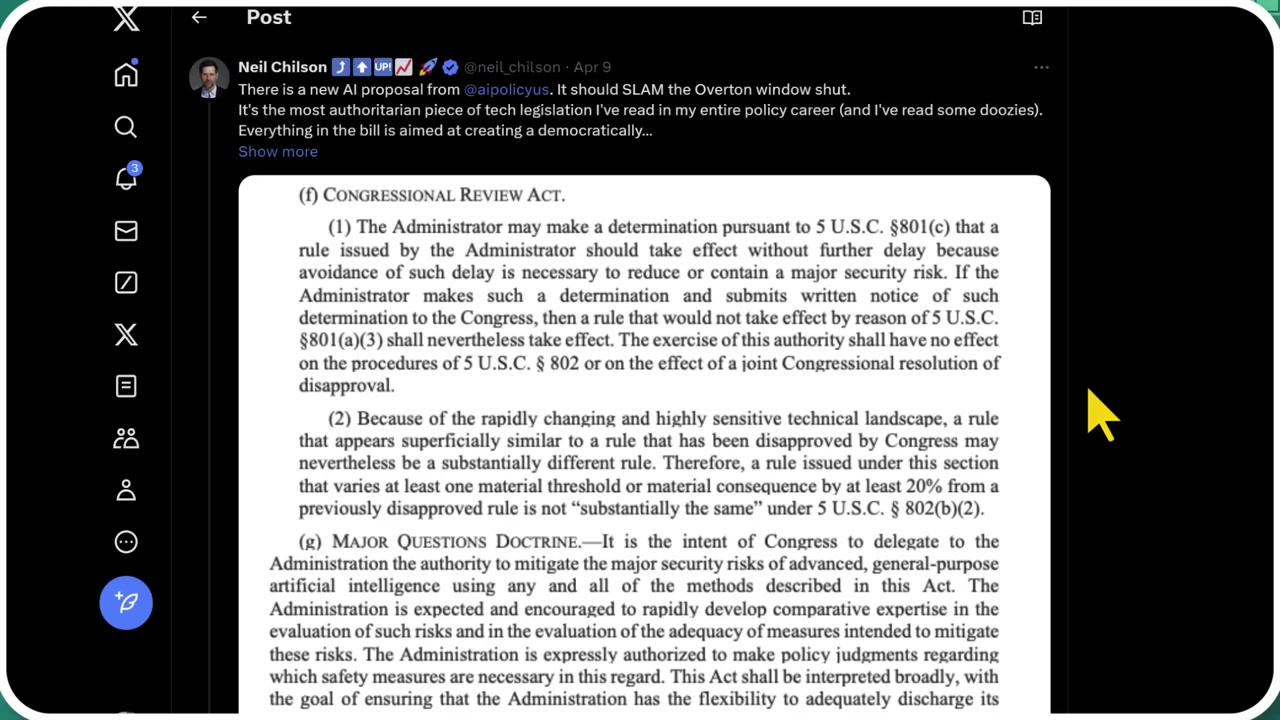 Post
Neil Chilson UP! @neil_chilson · Apr 9
There is a new AI proposal from @aipolicyus. It should SLAM the Overton window shut.
It's the most authoritarian piece of tech legislation I've read in my entire policy career (and I've read some doozies).
Everything in the bill is aimed at creating a democratically...
Show more
3
(f) CONGRESSIONAL REVIEW ACT.
(1) The Administrator may make a determination pursuant to 5 U.S.C. §801(c) that a
rule issued by the Administrator should take effect without further delay because
avoidance of such delay is necessary to reduce or contain a major security risk. If the
Administrator makes such a determination and submits written notice of such
determination to the Congress, then a rule that would not take effect by reason of 5 U.S.C.
§801(a)(3) shall nevertheless take effect. The exercise of this authority shall have no effect
on the procedures of 5 U.S.C. § 802 or on the effect of a joint Congressional resolution of
disapproval.
(2) Because of the rapidly changing and highly sensitive technical landscape, a rule
that appears superficially similar to a rule that has been disapproved by Congress may
nevertheless be a substantially different rule. Therefore, a rule issued under this section
that varies at least one material threshold or material consequence by at least 20% from a
previously disapproved rule is not “substantially the same” under 5 U.S.C. § 802(b)(2).
(g) MAJOR QUESTIONS DOCTRINE.—It is the intent of Congress to delegate to the
Administration the authority to mitigate the major security risks of advanced, general-purpose
artificial intelligence using any and all of the methods described in this Act. The
Administration is expected and encouraged to rapidly develop comparative expertise in the
evaluation of such risks and in the evaluation of the adequacy of measures intended to mitigate
these risks. The Administration is expressly authorized to make policy judgments regarding
which safety measures are necessary in this regard. This Act shall be interpreted broadly, with
the goal of ensuring that the Administration has the flexibility to adequately discharge its